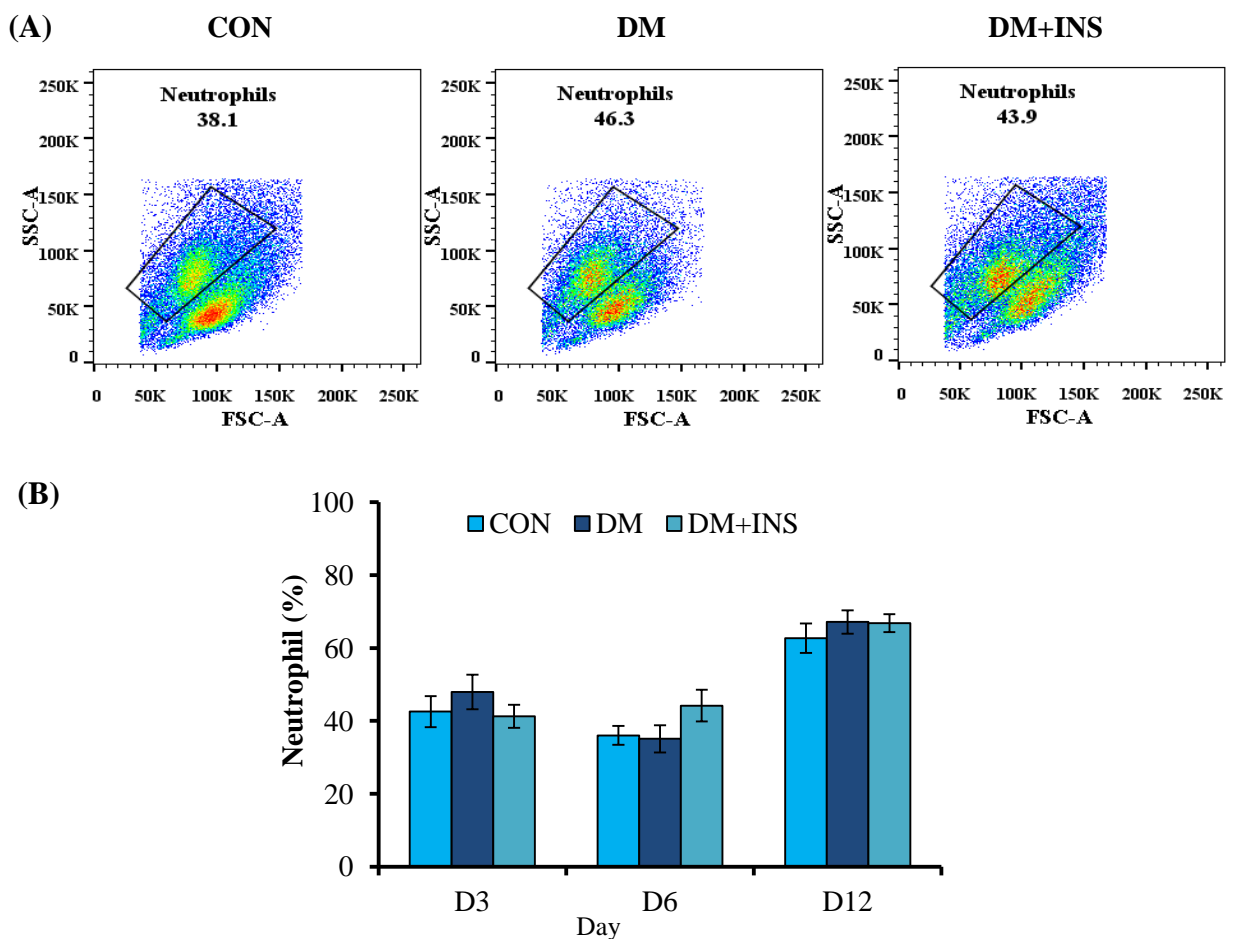 (A) CON DM DM+INS
Neutrophils
38.1
250K
200K
150K
100K
50K
0
SSC-A
0 50K 100K 150K 200K 250K
FSC-A
Neutrophils
46.3
250K
200K
150K
100K
50K
0
SSC-A
0 50K 100K 150K 200K 250K
FSC-A
Neutrophils
43.9
250K
200K
150K
100K
50K
0
SSC-A
0 50K 100K 150K 200K 250K
FSC-A
(B)
CON DM DM+INS
100
80
60
40
20
0
Neutrophil (%)
D3 D6 D12
Day